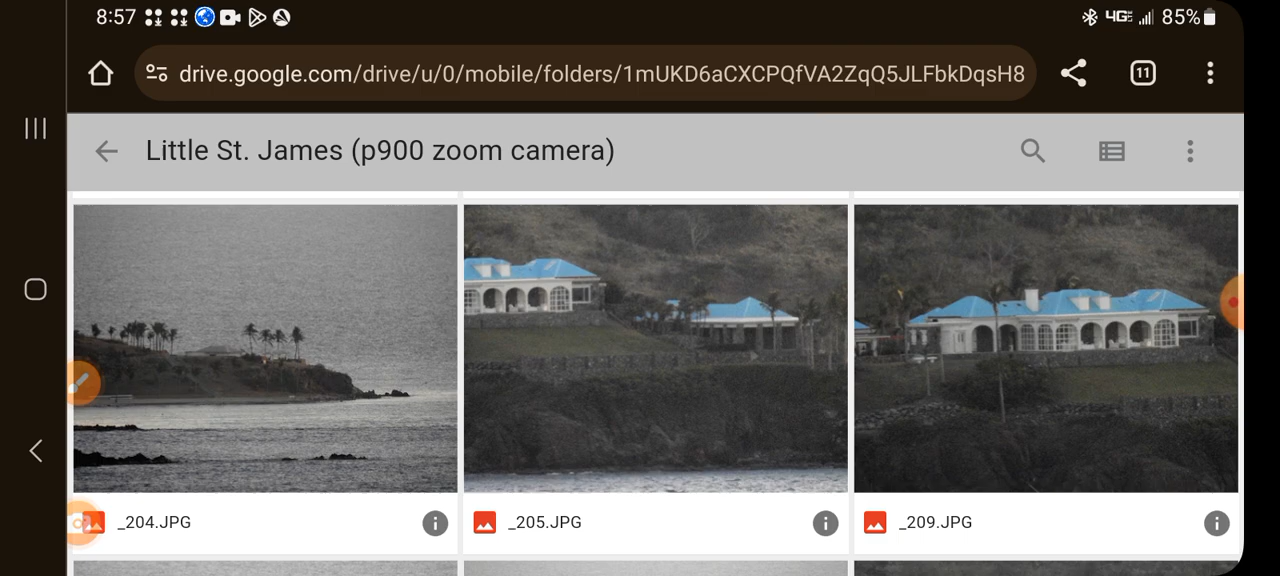 8:57
4G
85%
drive.google.com/drive/u/0/mobile/folders/1mUKD6aCXCPQfVA2ZqQ5JLFbkDqsH8
11
Little St. James (p900 zoom camera)
_204.JPG
_205.JPG
_209.JPG